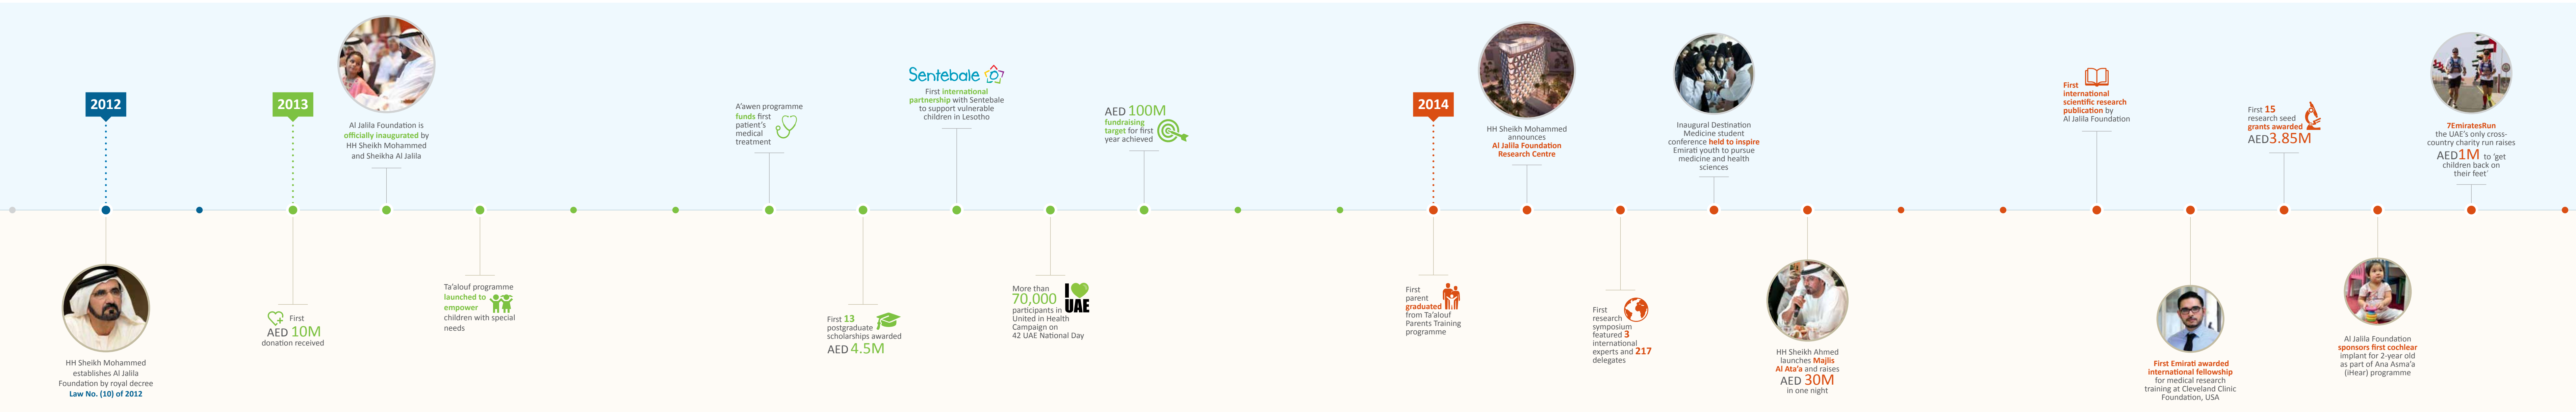 2012
HH Sheikh Mohammed
establishes Al Jalila
Foundation by royal decree
Law No. (10) of 2012
2013
First
AED 10M
donation received
Al Jalila Foundation is
officially inaugurated by
HH Sheikh Mohammed
and Sheikha Al Jalila
Ta'alouf programme
launched to
empower
children with special
needs
A'awen programme
funds first
patient's
medical
treatment
First 13
postgraduate
scholarships awarded
AED 4.5M
Sentebale
First international
partnership with Sentebale
to support vulnerable
children in Lesotho
More than
70,000
participants in
United in Health
Campaign on
42 UAE National Day
I
UAE
AED 100M
fundraising
target for first
year achieved
2014
First
parent
graduated
from Ta'alouf
Parents Training
programme
HH Sheikh Mohammed
announces
Al Jalila Foundation
Research Centre
First
research
symposium
featured 3
international
experts and 217
delegates
Inaugural Destination
Medicine student
conference held to inspire
Emirati youth to pursue
medicine and health
sciences
HH Sheikh Ahmed
launches Majlis
Al Ata'a and raises
AED 30M
in one night
First
international
scientific research
publication by
Al Jalila Foundation
First Emirati awarded
international fellowship
for medical research
training at Cleveland Clinic
Foundation, USA
First 15
research seed
grants awarded
AED3.85M
Al Jalila Foundation
sponsors first cochlear
implant for 2-year old
as part of Ana Asma'a
(iHear) programme
7EmiratesRun
the UAE's only cross-
country charity run raises
AED1M to 'get
children back on
their feet'